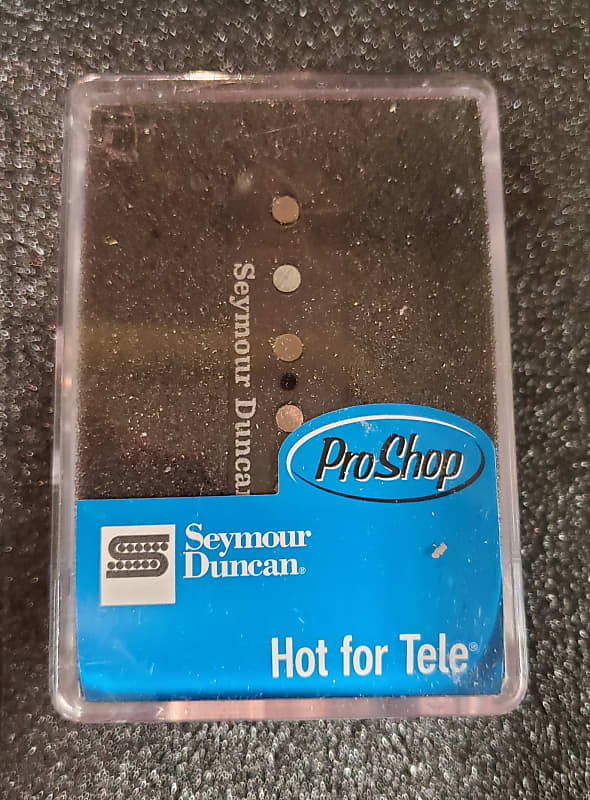 Seymour Duncan
ProShop
Seymour
Duncan®
Hot for Tele®